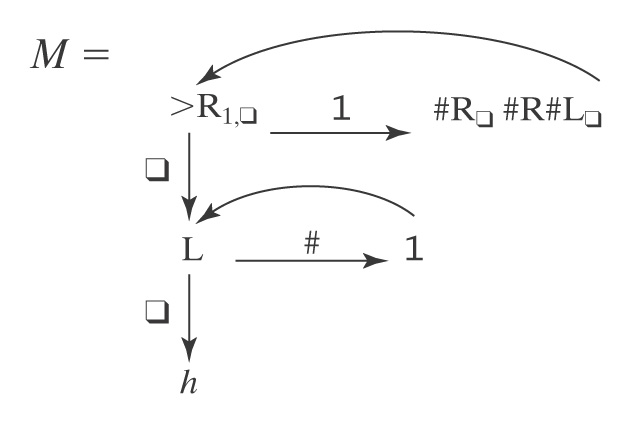 M =
>R₁,❑ 1 #R❑ #R#L❑
❑
L # 1
❑
h